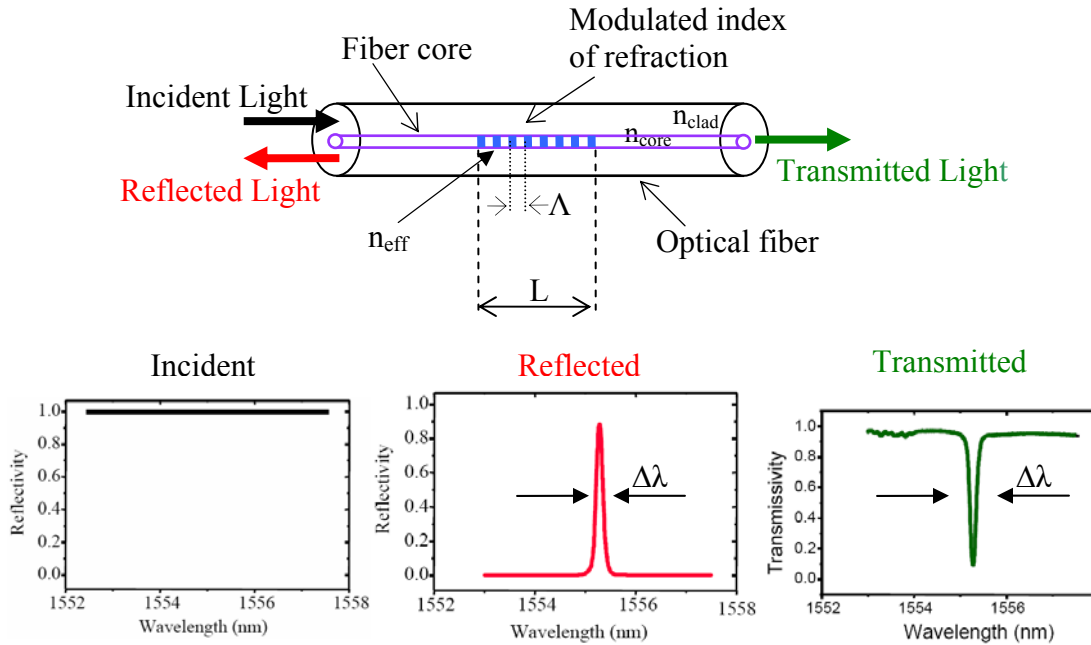 Modulated index
of refraction
Fiber core
Incident Light
n_clad
n_core
Reflected Light
Transmitted Light
Λ
n_eff
Optical fiber
L
Incident
1.0
0.8
0.6
0.4
0.2
0.0
Reflectivity
1552 1554 1556 1558
Wavelength (nm)
Reflected
1.0
0.8
0.6
0.4
0.2
0.0
Reflectivity
Δλ
1552 1554 1556 1558
Wavelength (nm)
Transmitted
1.0
0.8
0.6
0.4
0.2
0.0
Transmissivity
Δλ
1552 1554 1556
Wavelength (nm)